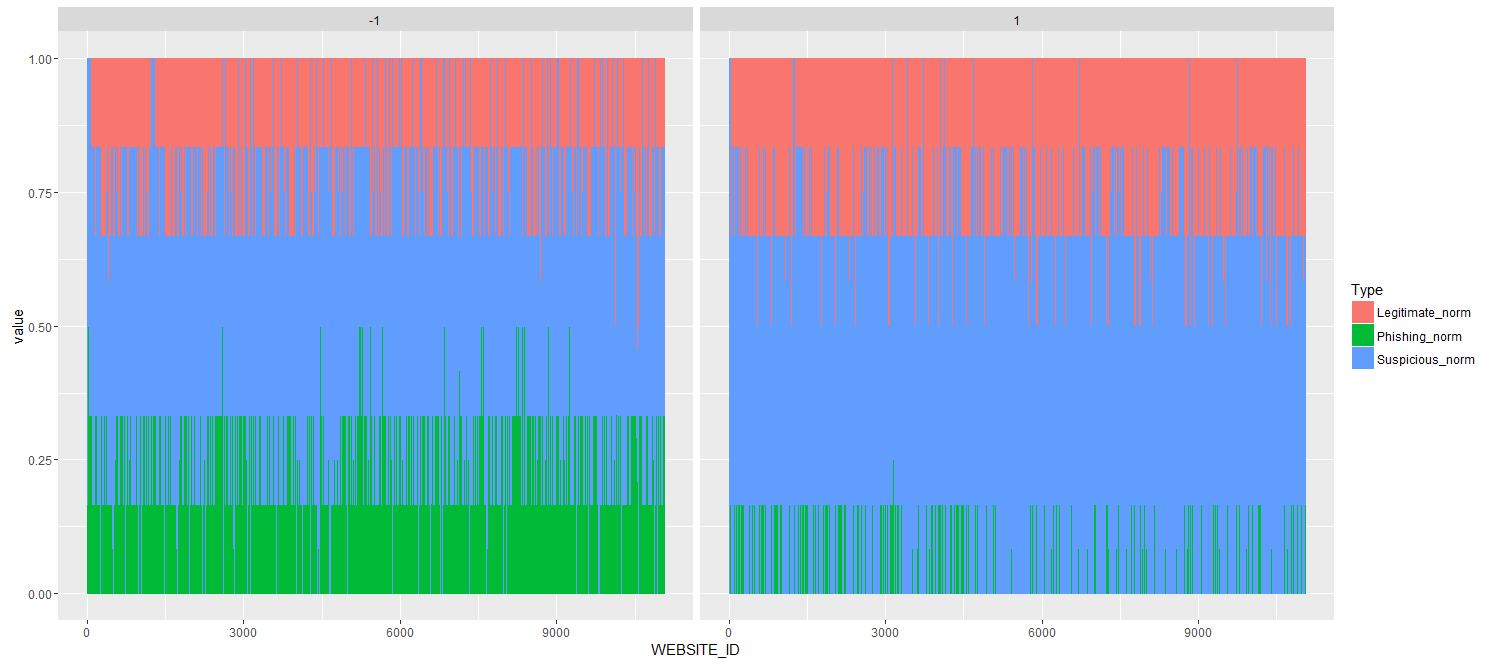 -1
1
1.00
0.75
0.50
0.25
0.00
value
0
3000
6000
9000
0
3000
6000
9000
WEBSITE_ID
Type
Legitimate_norm
Phishing_norm
Suspicious_norm